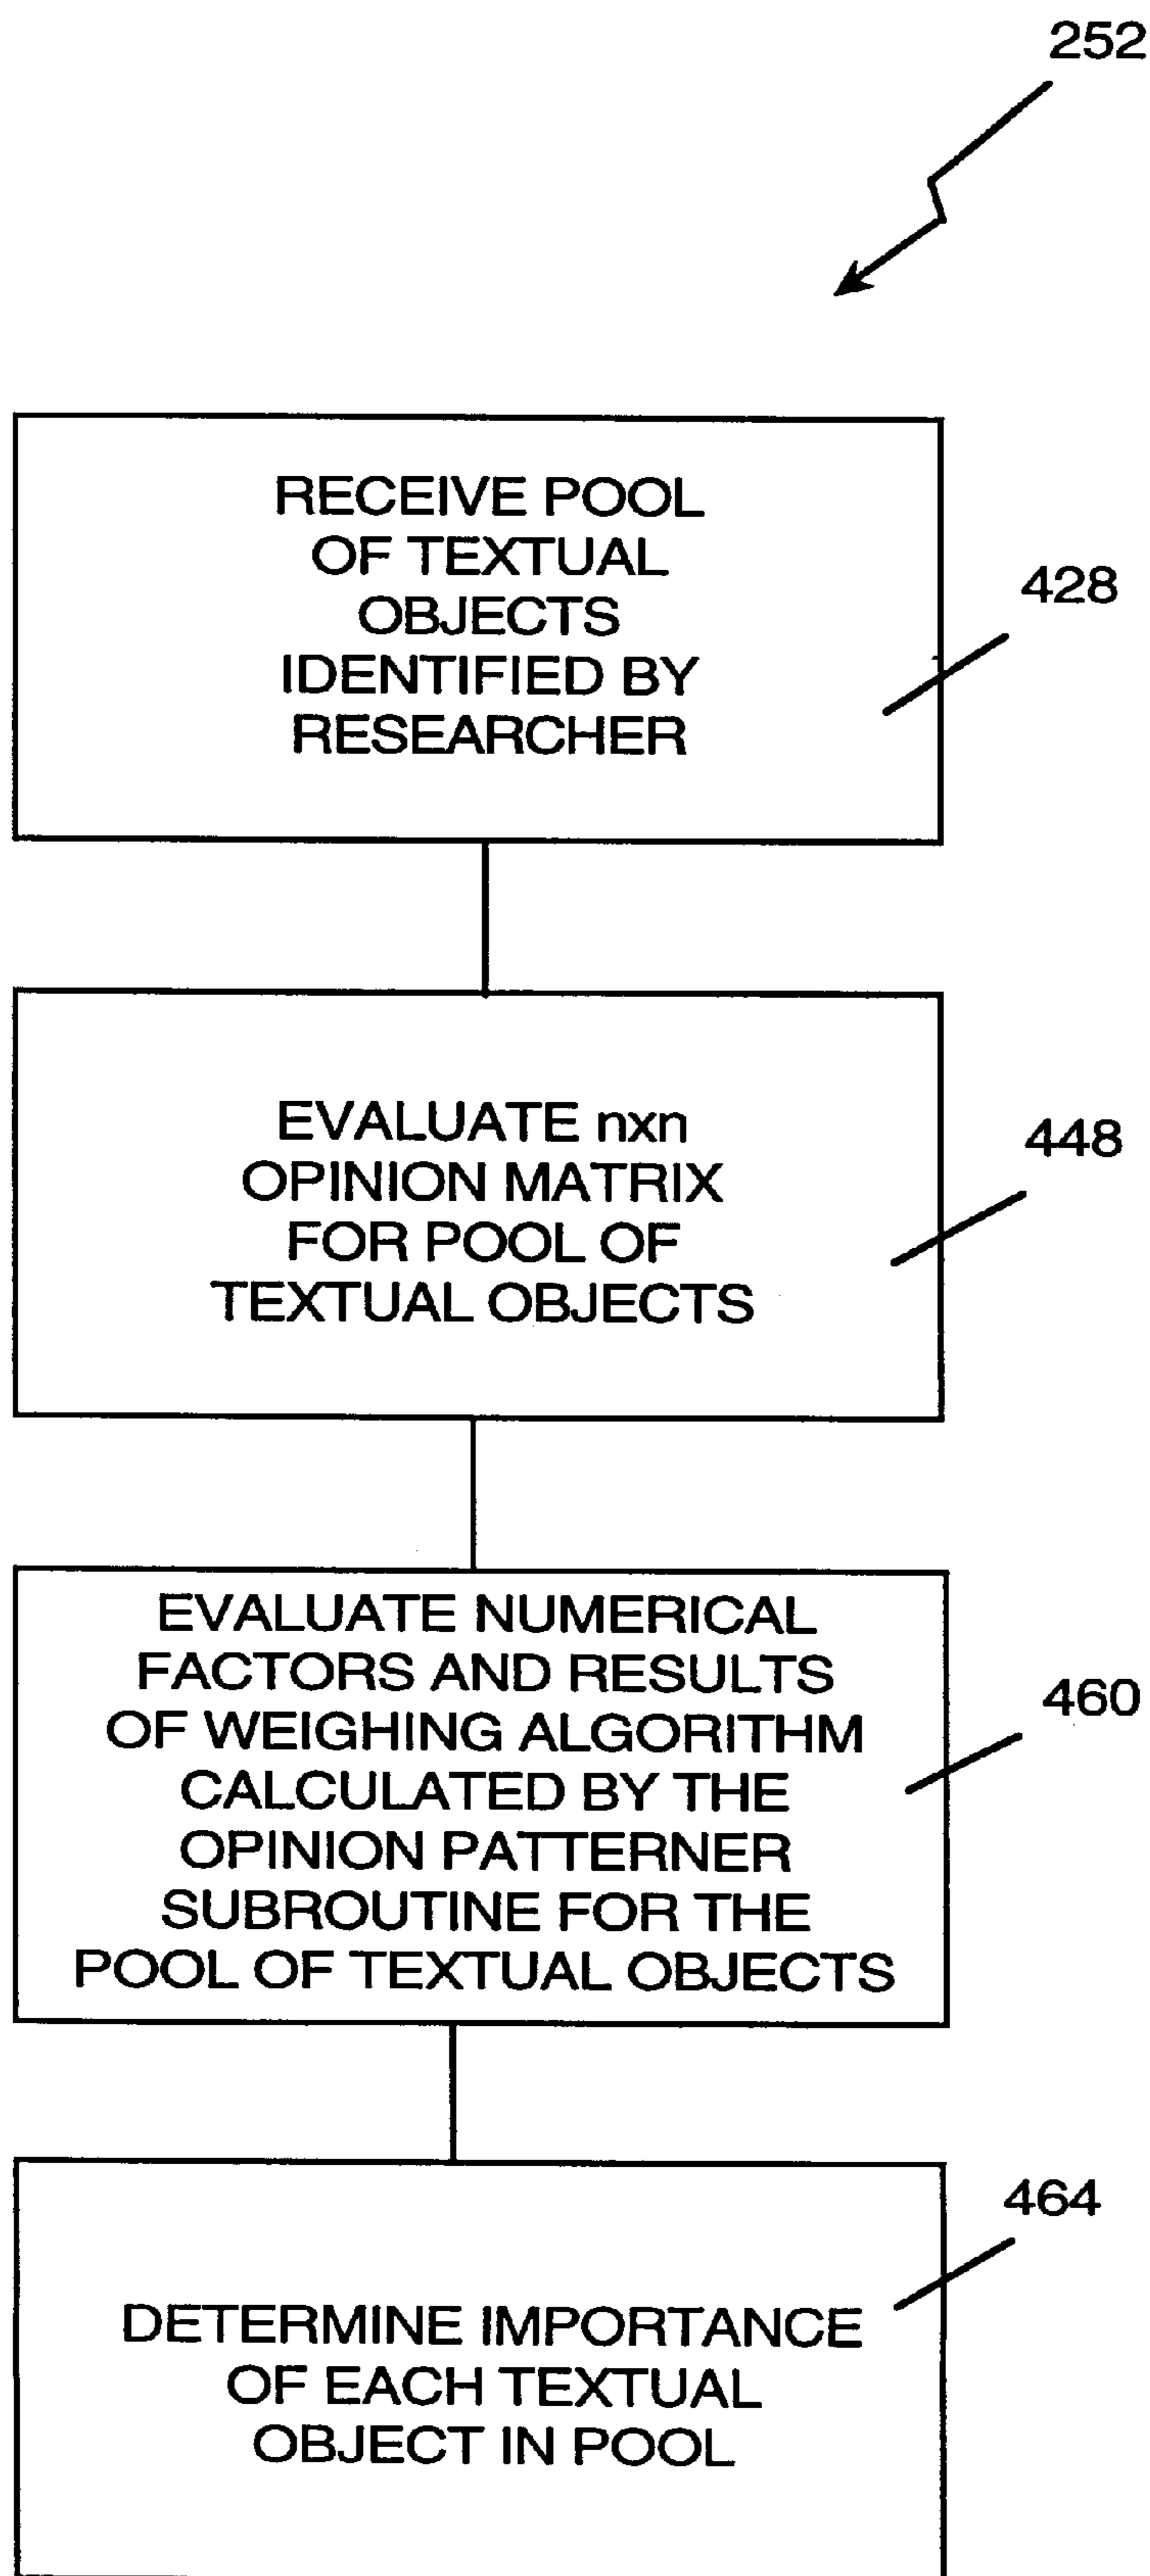 252
RECEIVE POOL
OF TEXTUAL
OBJECTS
IDENTIFIED BY
RESEARCHER
428
EVALUATE nxn
OPINION MATRIX
FOR POOL OF
TEXTUAL OBJECTS
448
EVALUATE NUMERICAL
FACTORS AND RESULTS
OF WEIGHING ALGORITHM
CALCULATED BY THE
OPINION PATTERNER
SUBROUTINE FOR THE
POOL OF TEXTUAL OBJECTS
460
DETERMINE IMPORTANCE
OF EACH TEXTUAL
OBJECT IN POOL
464